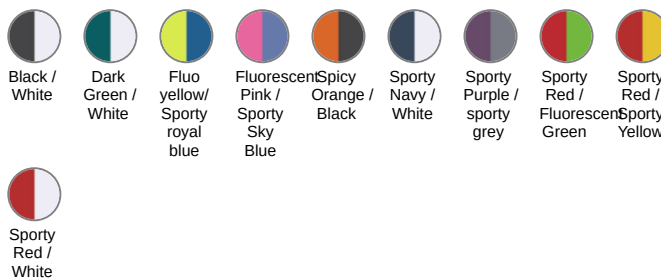 Black /
White
Dark
Green /
White
Fluo
yellow/
Sporty
royal
blue
Fluorescent
Pink /
Sporty
Sky
Blue
Spicy
Orange /
Black
Sporty
Navy /
White
Sporty
Purple /
sporty
grey
Sporty
Red /
Fluorescent
Green
Sporty
Red /
Sporty
Yellow
Sporty
Red /
White